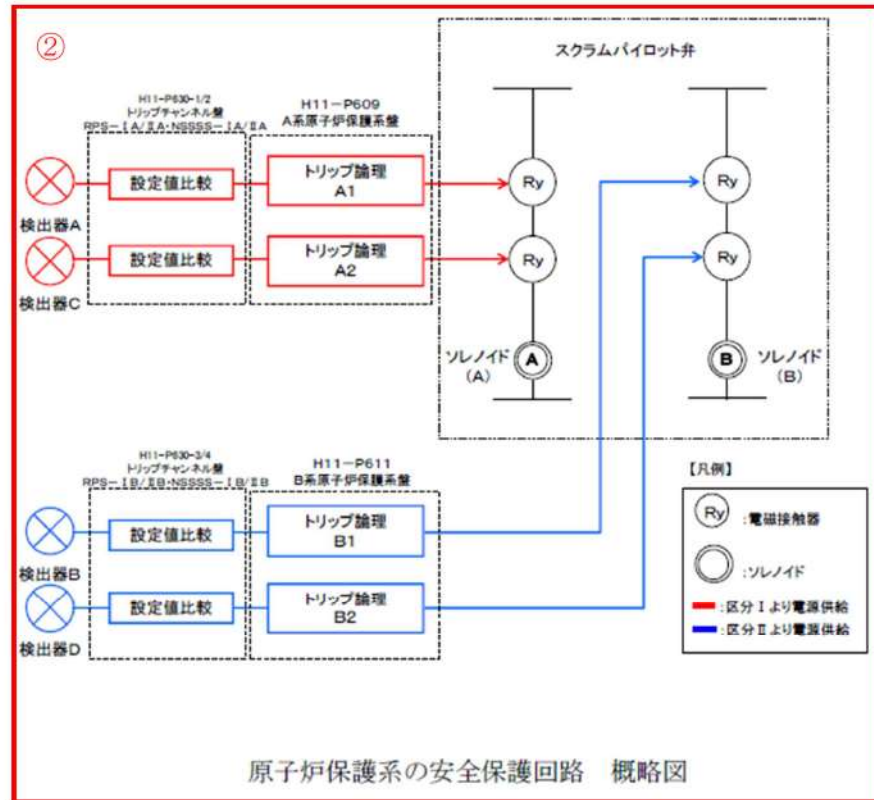 ②
スクラムパイロット弁
H11-P630-1/2
トリップチャンネル盤
RPS-ⅠA/ⅡA・NSSSS-ⅠA/ⅡA
H11-P609
A系原子炉保護系盤
検出器A
設定値比較
トリップ論理
A1
Ry
Ry
検出器C
設定値比較
トリップ論理
A2
Ry
Ry
ソレノイド
(A)
A
B
ソレノイド
(B)
H11-P630-3/4
トリップチャンネル盤
RPS-ⅠB/ⅡB・NSSSS-ⅠB/ⅡB
H11-P611
B系原子炉保護系盤
検出器B
設定値比較
トリップ論理
B1
検出器D
設定値比較
トリップ論理
B2
【凡例】
Ry
:電磁接触器
:ソレノイド
:区分Ⅰより電源供給
:区分Ⅱより電源供給
原子炉保護系の安全保護回路 概略図